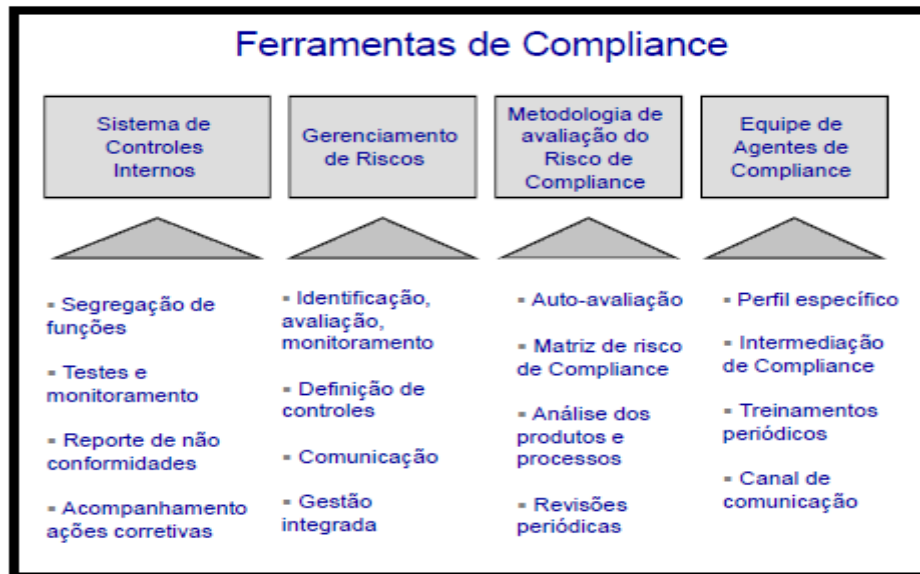 Ferramentas de Compliance
Sistema de
Controles
Internos
Gerenciamento
de Riscos
Metodologia de
avaliação do
Risco de
Compliance
Equipe de
Agentes de
Compliance
▪ Segregação de
funções
▪ Testes e
monitoramento
▪ Reporte de não
conformidades
▪ Acompanhamento
ações corretivas
▪ Identificação,
avaliação,
monitoramento
▪ Definição de
controles
▪ Comunicação
▪ Gestão
integrada
▪ Auto-avaliação
▪ Matriz de risco
de Compliance
▪ Análise dos
produtos e
processos
▪ Revisões
periódicas
▪ Perfil específico
▪ Intermediação
de Compliance
▪ Treinamentos
periódicos
▪ Canal de
comunicação